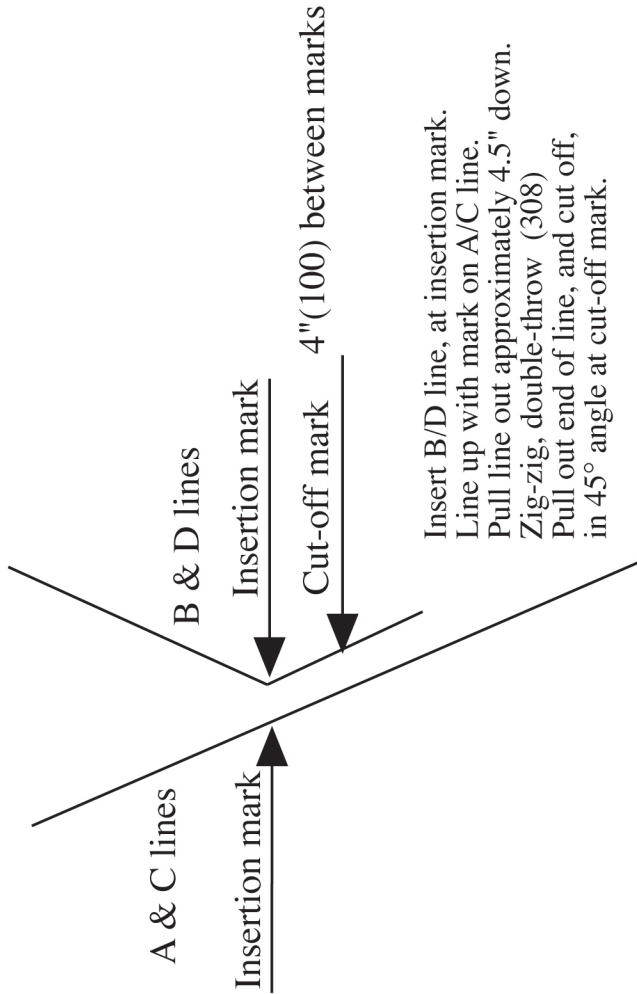 A & C lines
Insertion mark
B & D lines
Insertion mark
Cut-off mark
4"(100) between marks
Insert B/D line, at insertion mark.
Line up with mark on A/C line.
Pull line out approximately 4.5" down.
Zig-zig, double-throw (308)
Pull out end of line, and cut off,
in 45° angle at cut-off mark.